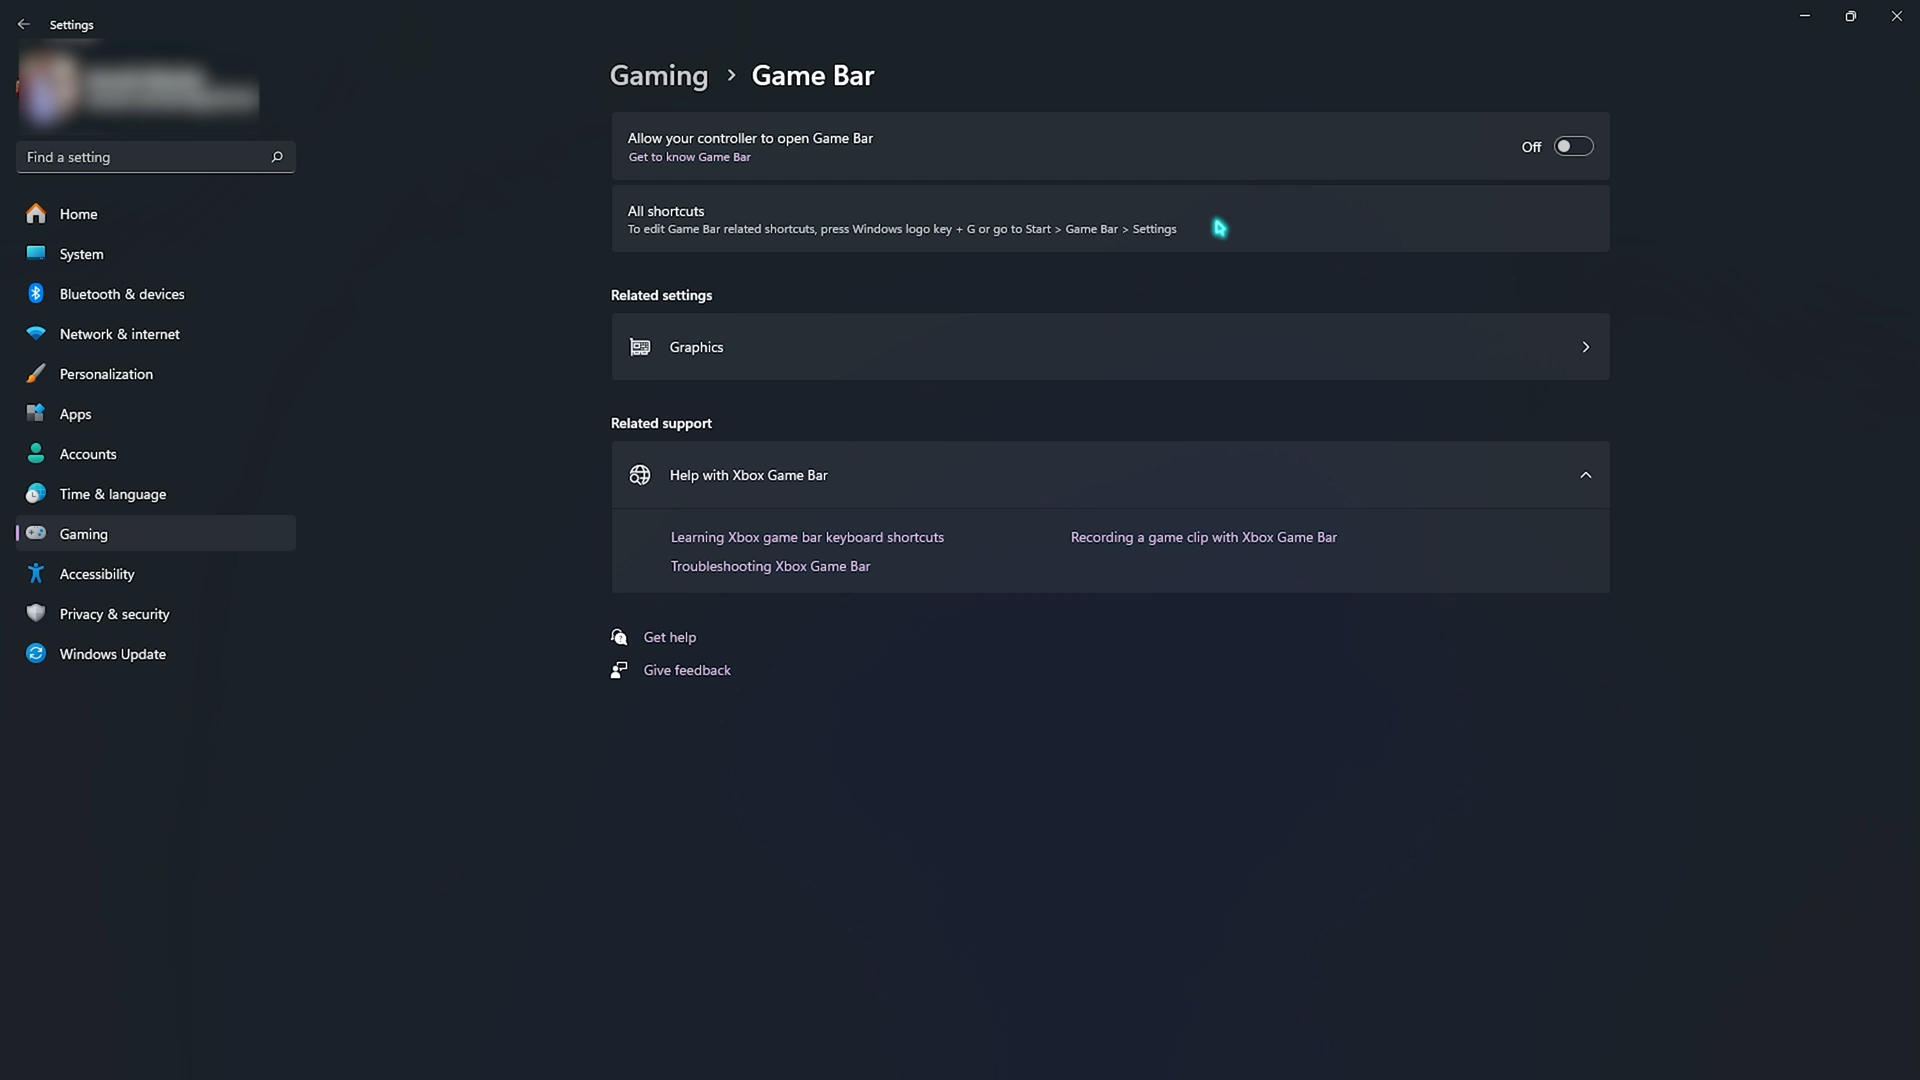 Settings
Find a setting
Home
System
Bluetooth & devices
Network & internet
Personalization
Apps
Accounts
Time & language
Gaming
Accessibility
Privacy & security
Windows Update
Gaming > Game Bar
Allow your controller to open Game Bar
Get to know Game Bar
Off
All shortcuts
To edit Game Bar related shortcuts, press Windows logo key + G or go to Start > Game Bar > Settings
Related settings
Graphics
Related support
Help with Xbox Game Bar
Learning Xbox game bar keyboard shortcuts
Recording a game clip with Xbox Game Bar
Troubleshooting Xbox Game Bar
Get help
Give feedback